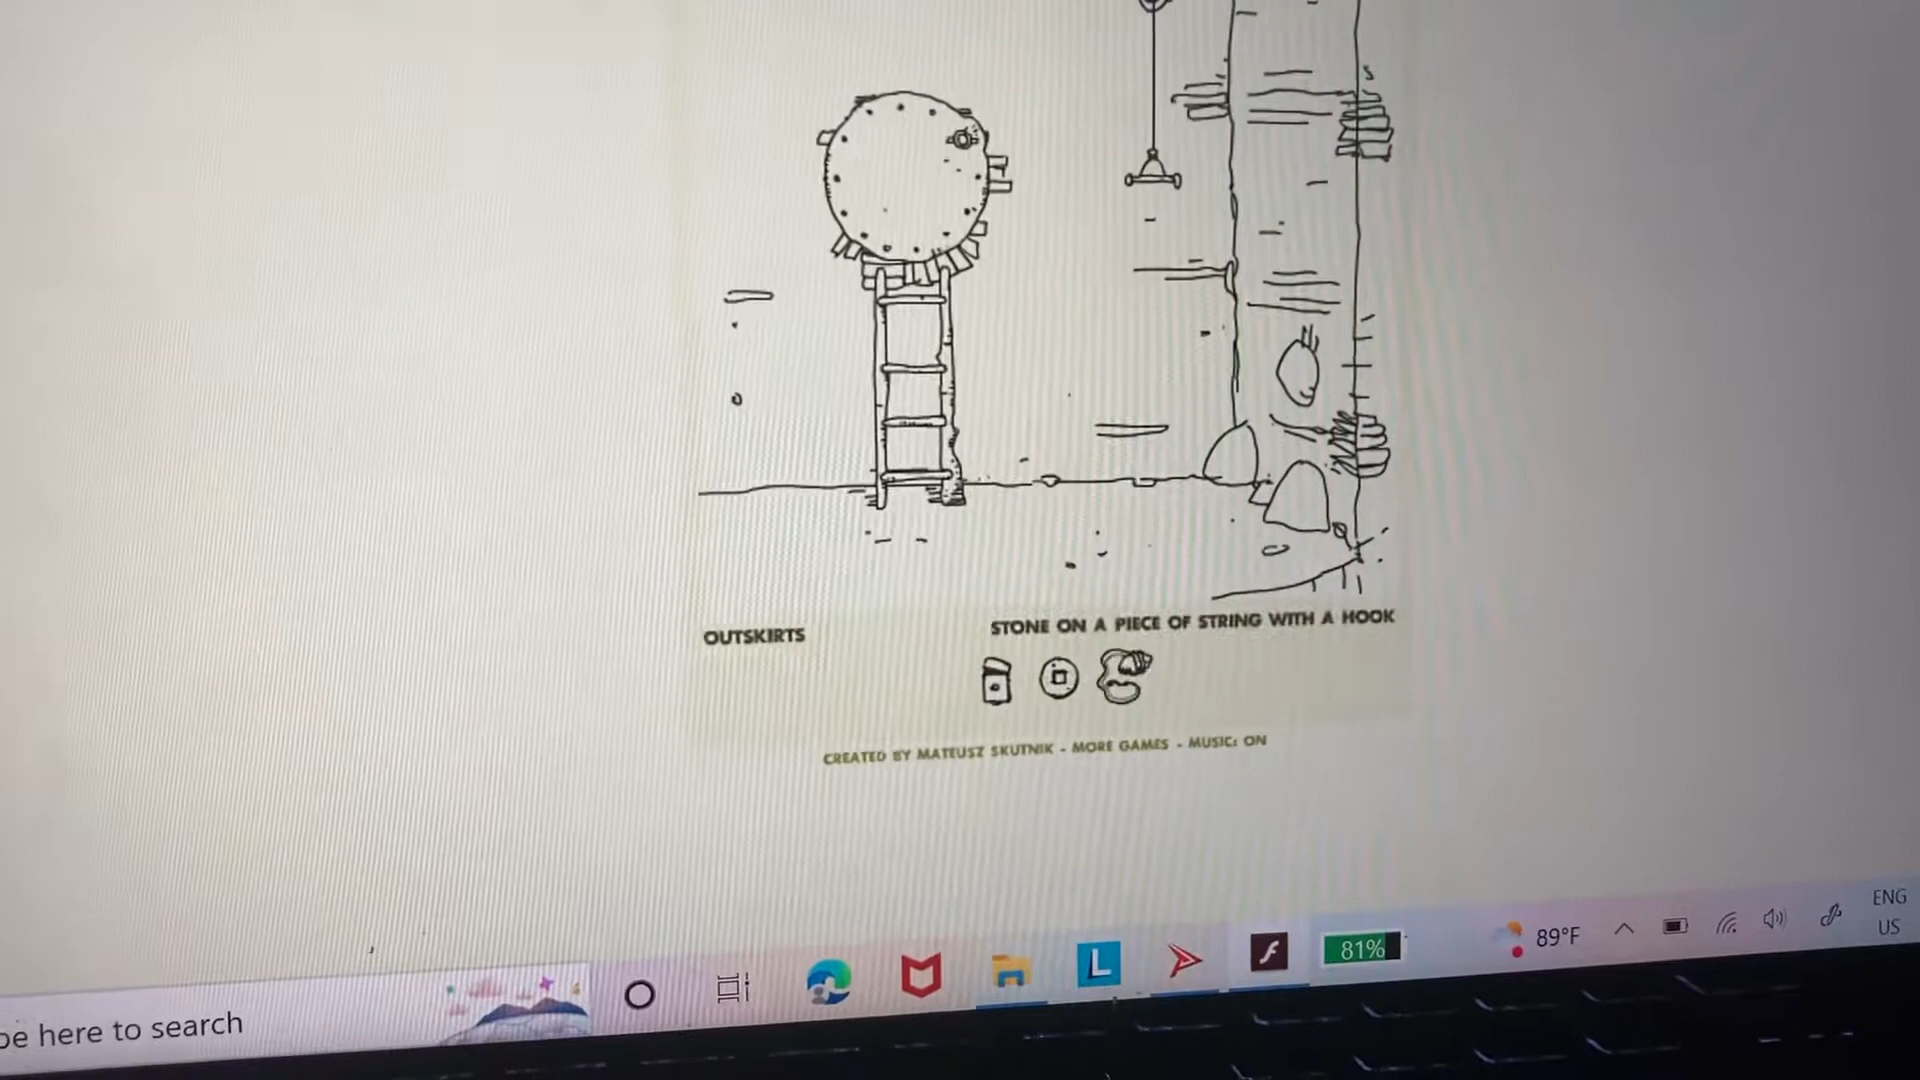 OUTSKIRTS
STONE ON A PIECE OF STRING WITH A HOOK
CREATED BY MATEUSZ SKUTNIK - MORE GAMES - MUSIC: ON
here to search
L
81%
89°F
ENG
US